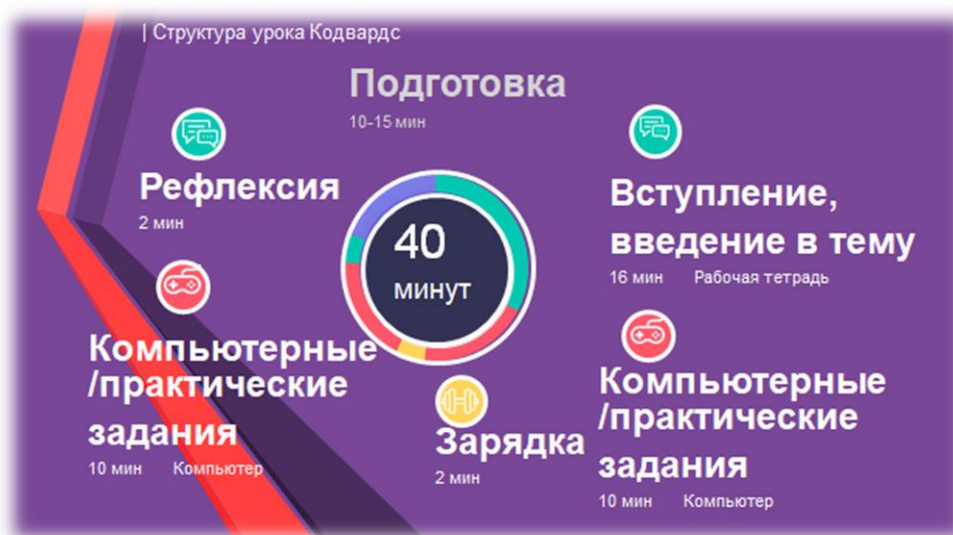 | Структура урока Кодвардс
Подготовка
10-15 мин
Рефлексия
2 мин
Вступление,
введение в тему
16 мин Рабочая тетрадь
40
минут
Компьютерные
/практические
задания
10 мин Компьютер
Зарядка
2 мин
Компьютерные
/практические
задания
10 мин Компьютер